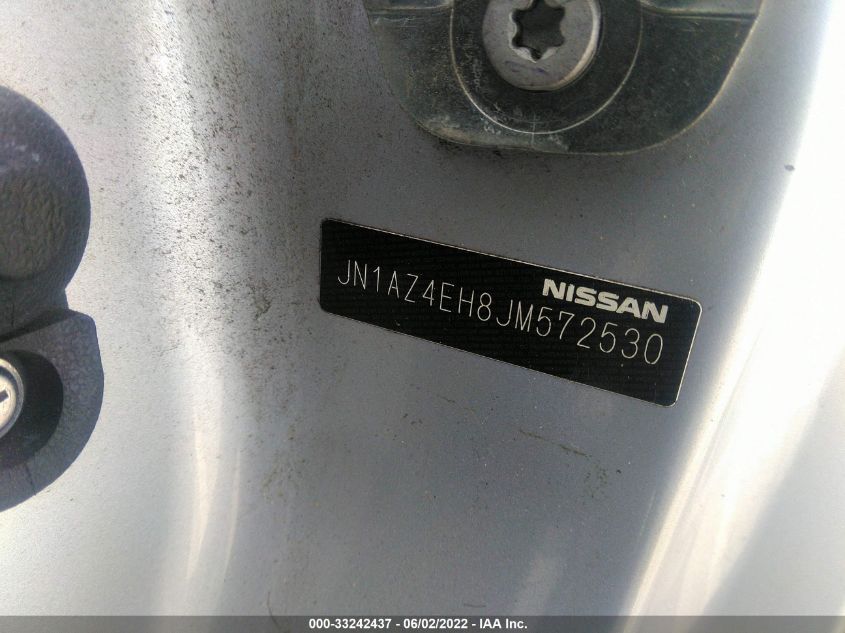 NISSAN
JN1AZ4EH8JM572530
000-33242437 - 06/02/2022 - IAA Inc.